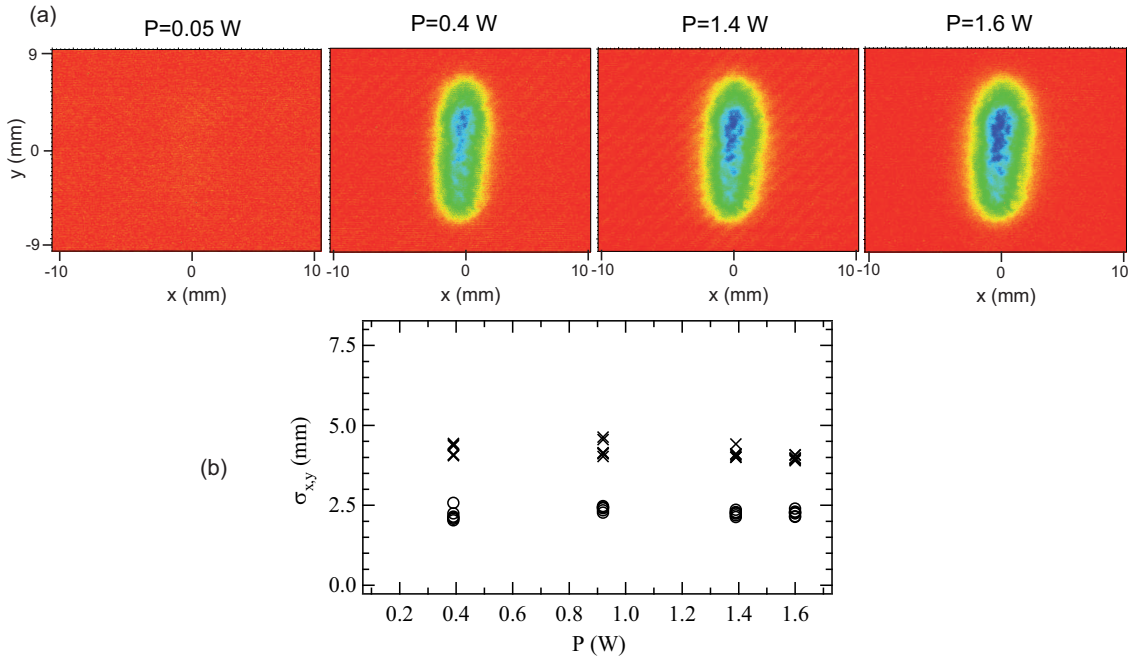 (a)
P=0.05 W P=0.4 W P=1.4 W P=1.6 W
9
0
-9
y (mm)
-10 0 10 -10 0 10 -10 0 10 -10 0 10
x (mm) x (mm) x (mm) x (mm)
(b)
7.5
5.0
2.5
0.0
σx,y (mm)
0.2 0.4 0.6 0.8 1.0 1.2 1.4 1.6
P (W)